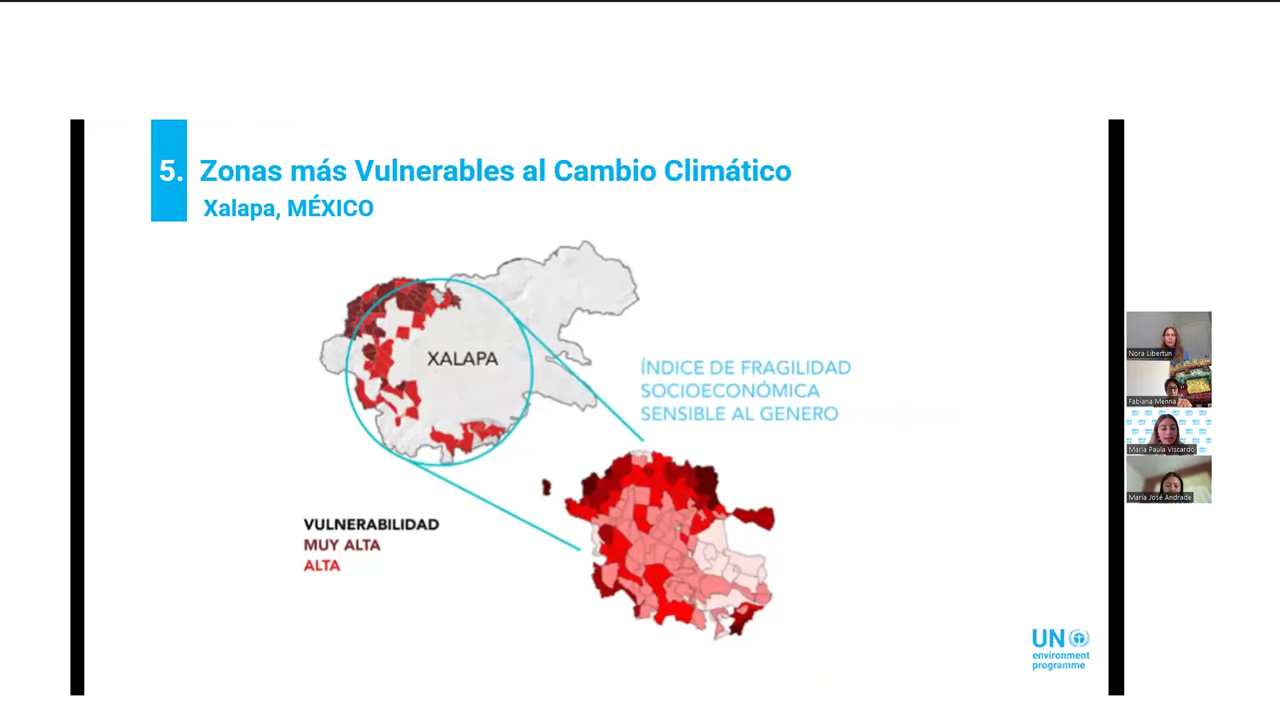 5. Zonas más Vulnerables al Cambio Climático
Xalapa, MÉXICO
XALAPA
ÍNDICE DE FRAGILIDAD
SOCIOECONÓMICA
SENSIBLE AL GENERO
VULNERABILIDAD
MUY ALTA
ALTA
UN
environment
programme
Nora Libertun
Fabiana Menna
Maria Paula Viscardo
Maria José Andrade